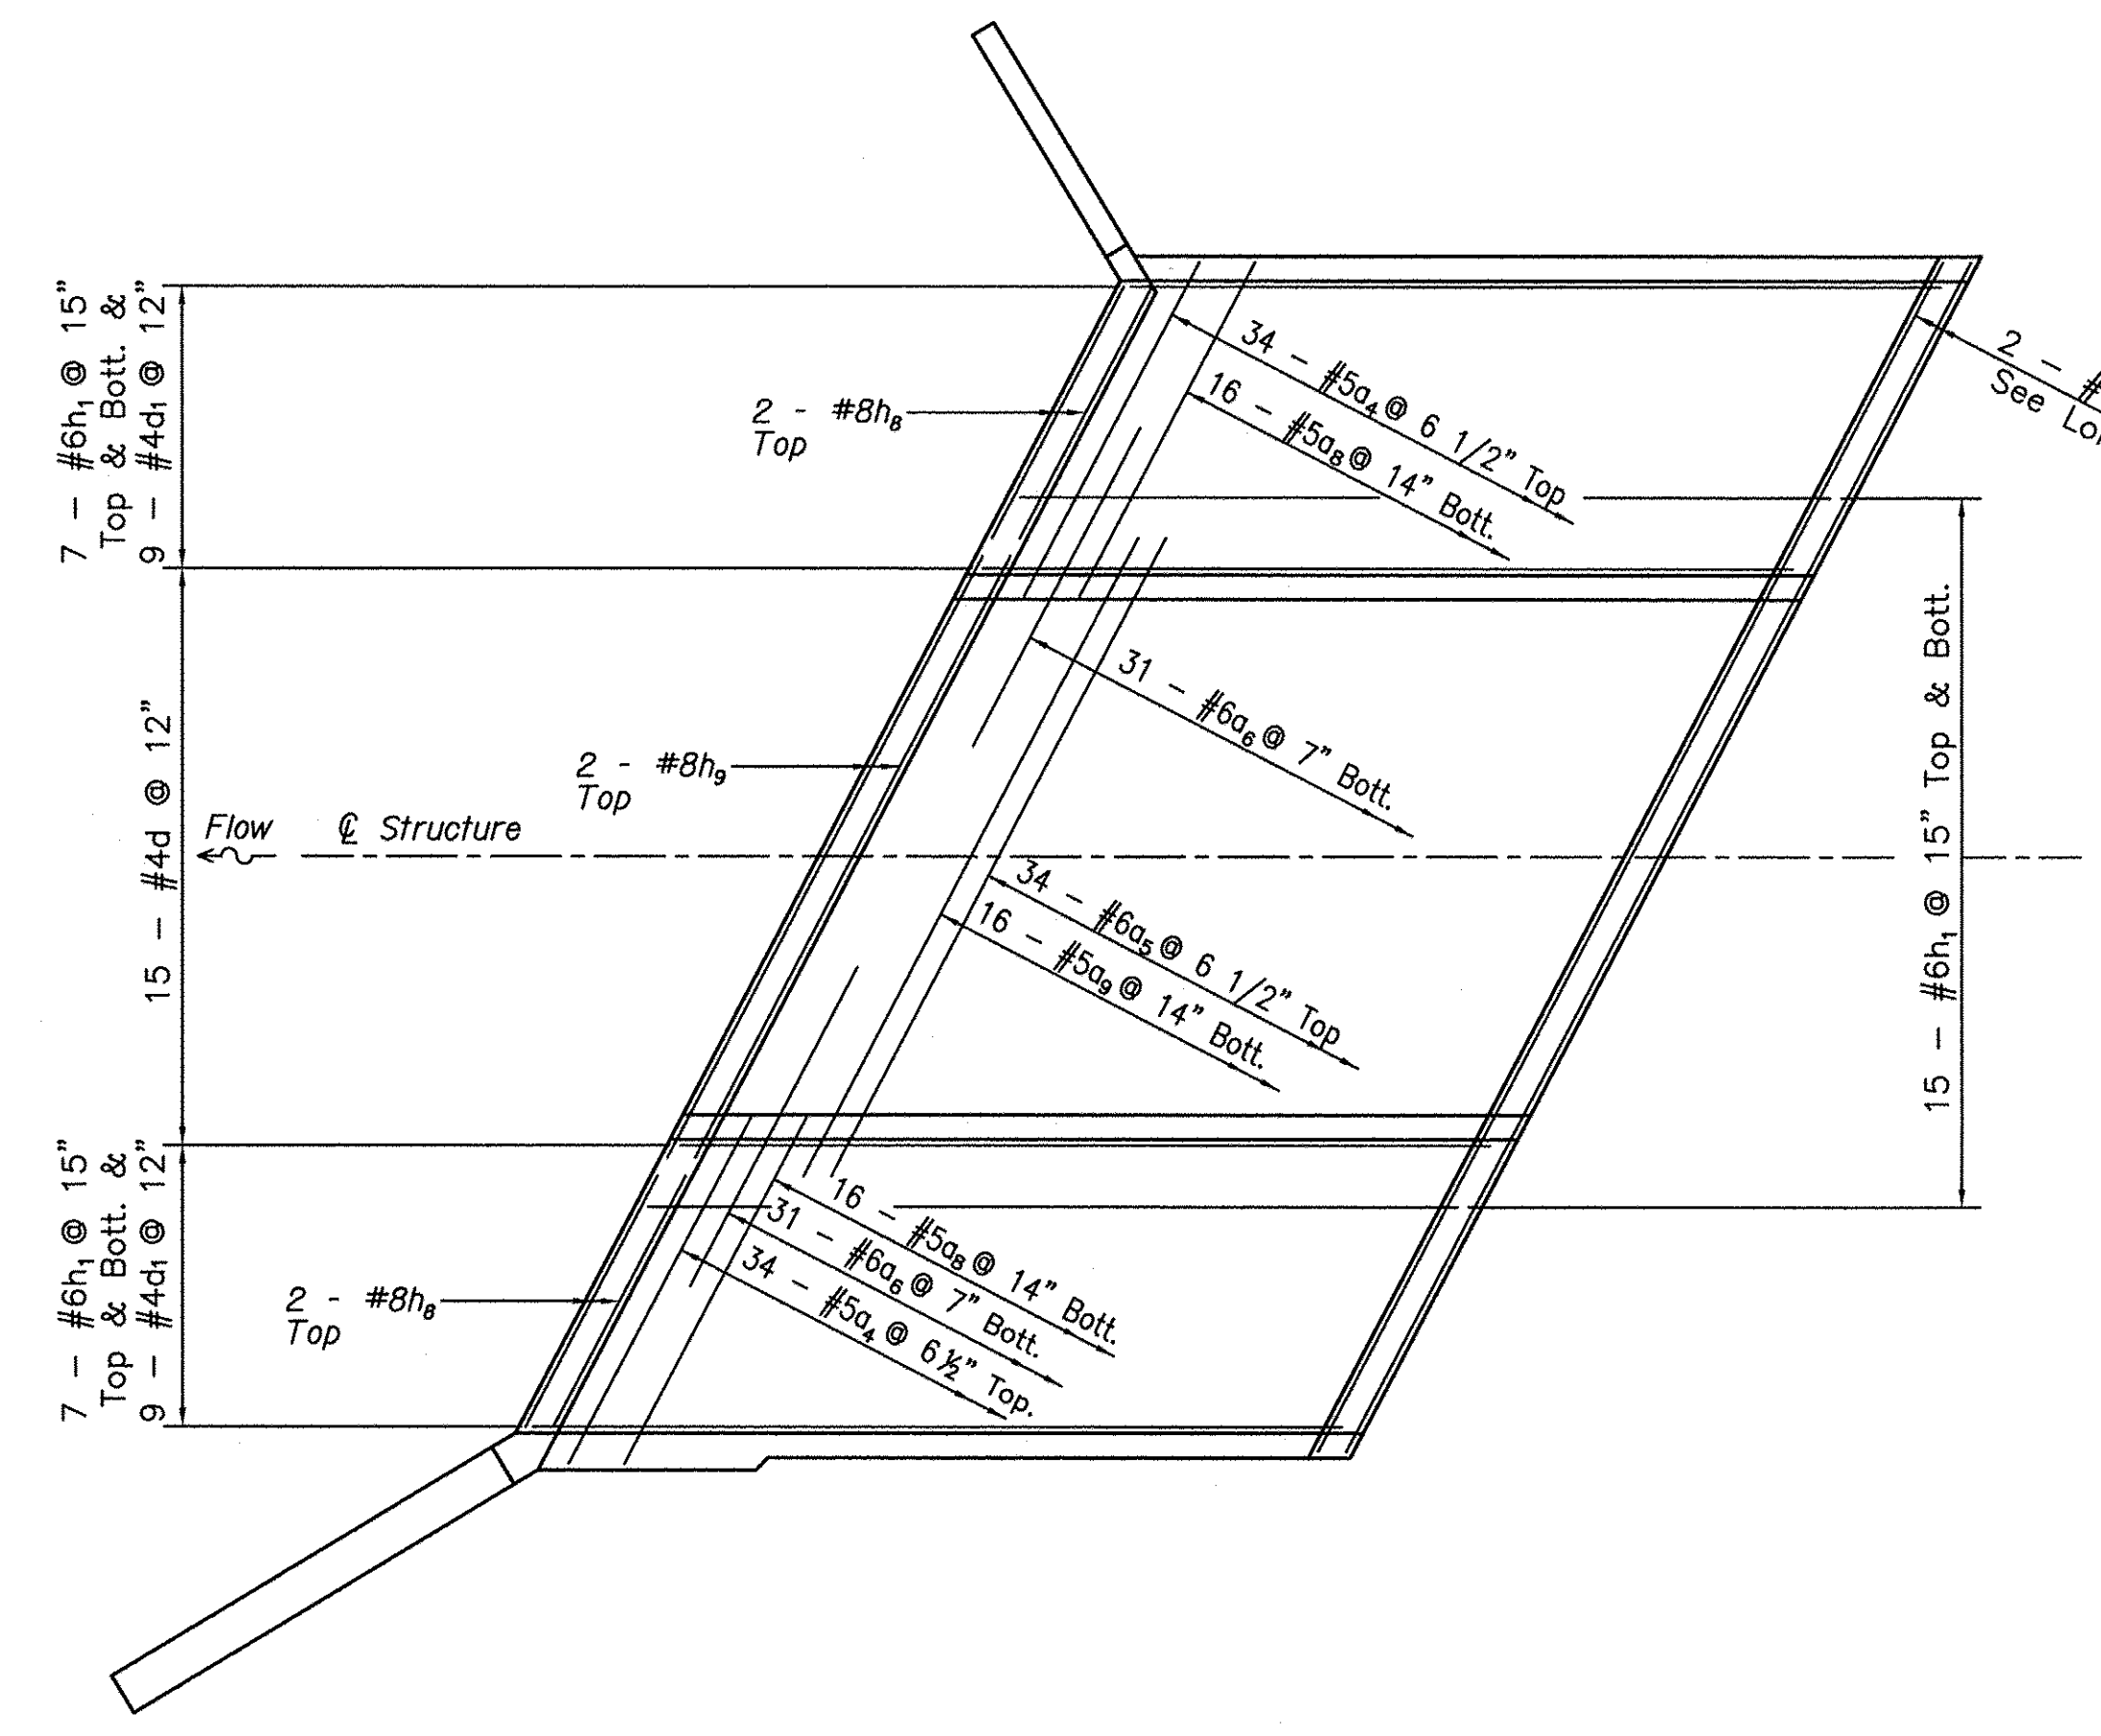 7 - #6h₁ @ 15"
Top & Bott. &
9 - #4d₁ @ 12"
15 - #4d @ 12"
7 - #6h₁ @ 15"
Top & Bott. &
9 - #4d₁ @ 12"
2 - #8h₈
Top
2 - #8h₉
Top
Flow ℄ Structure
2 - #8h₈
Top
34 - #5a₄ @ 6 1/2" Top
16 - #5a₈ @ 14" Bott.
31 - #6a₆ @ 7" Bott.
34 - #6a₅ @ 6 1/2" Top
16 - #5a₉ @ 14" Bott.
16 - #5a₈ @ 14" Bott.
31 - #6a₆ @ 7" Bott.
34 - #5a₄ @ 6½" Top.
2 - #
See
15 - #6h₁ @ 15" Top & Bott.